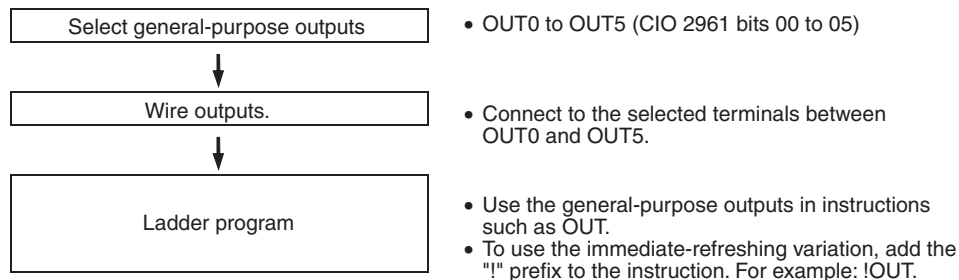 Select general-purpose outputs
• OUT0 to OUT5 (CIO 2961 bits 00 to 05)
Wire outputs.
• Connect to the selected terminals between
OUT0 and OUT5.
Ladder program
• Use the general-purpose outputs in instructions
such as OUT.
• To use the immediate-refreshing variation, add the
"!" prefix to the instruction. For example: !OUT.